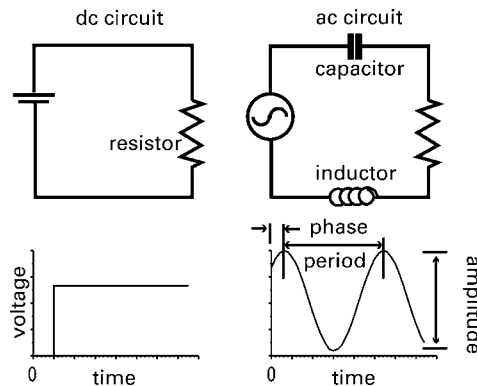 dc circuit
resistor
ac circuit
capacitor
inductor
voltage
0
time
phase
period
amplitude
0
time